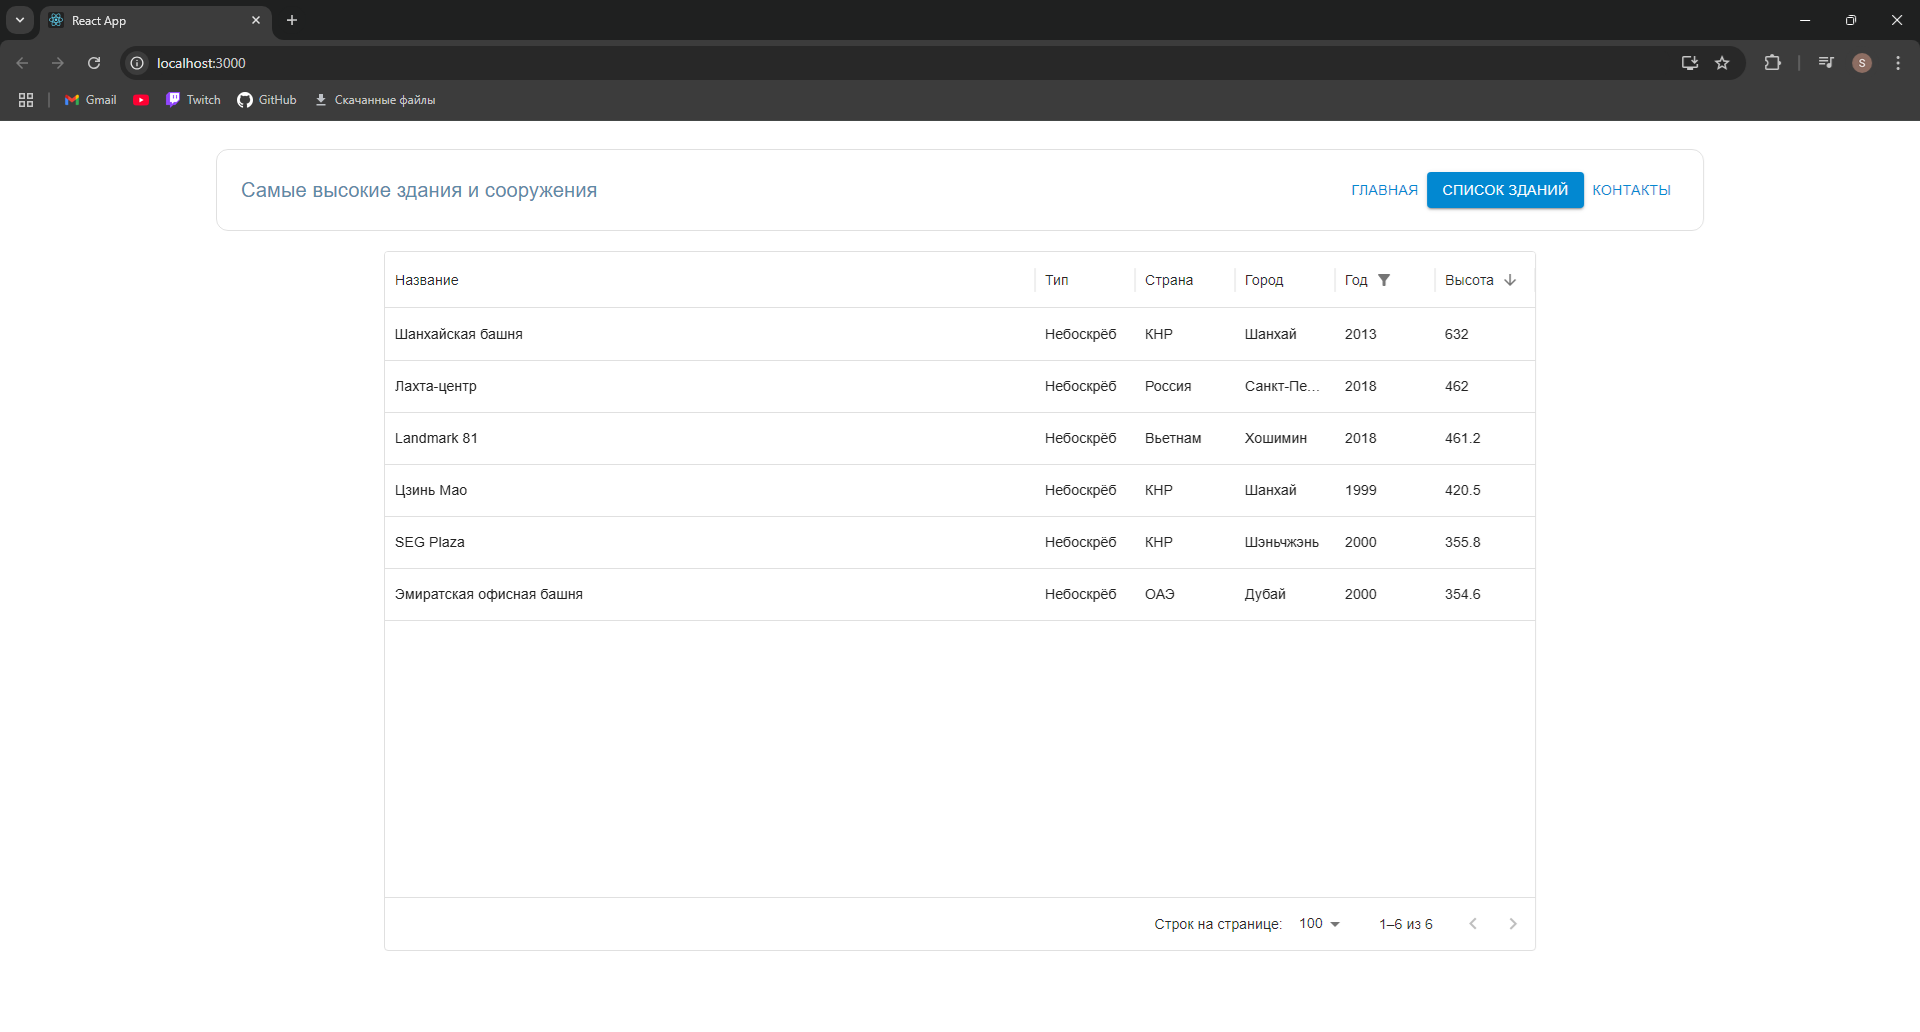 React App
localhost:3000
Gmail Twitch GitHub Скачанные файлы
S
Самые высокие здания и сооружения ГЛАВНАЯ СПИСОК ЗДАНИЙ КОНТАКТЫ
Название Тип Страна Город Год Высота
Шанхайская башня Небоскрёб КНР Шанхай 2013 632
Лахта-центр Небоскрёб Россия Санкт-Пе... 2018 462
Landmark 81 Небоскрёб Вьетнам Хошимин 2018 461.2
Цзинь Мао Небоскрёб КНР Шанхай 1999 420.5
SEG Plaza Небоскрёб КНР Шэньчжэнь 2000 355.8
Эмиратская офисная башня Небоскрёб ОАЭ Дубай 2000 354.6
Строк на странице: 100 1–6 из 6